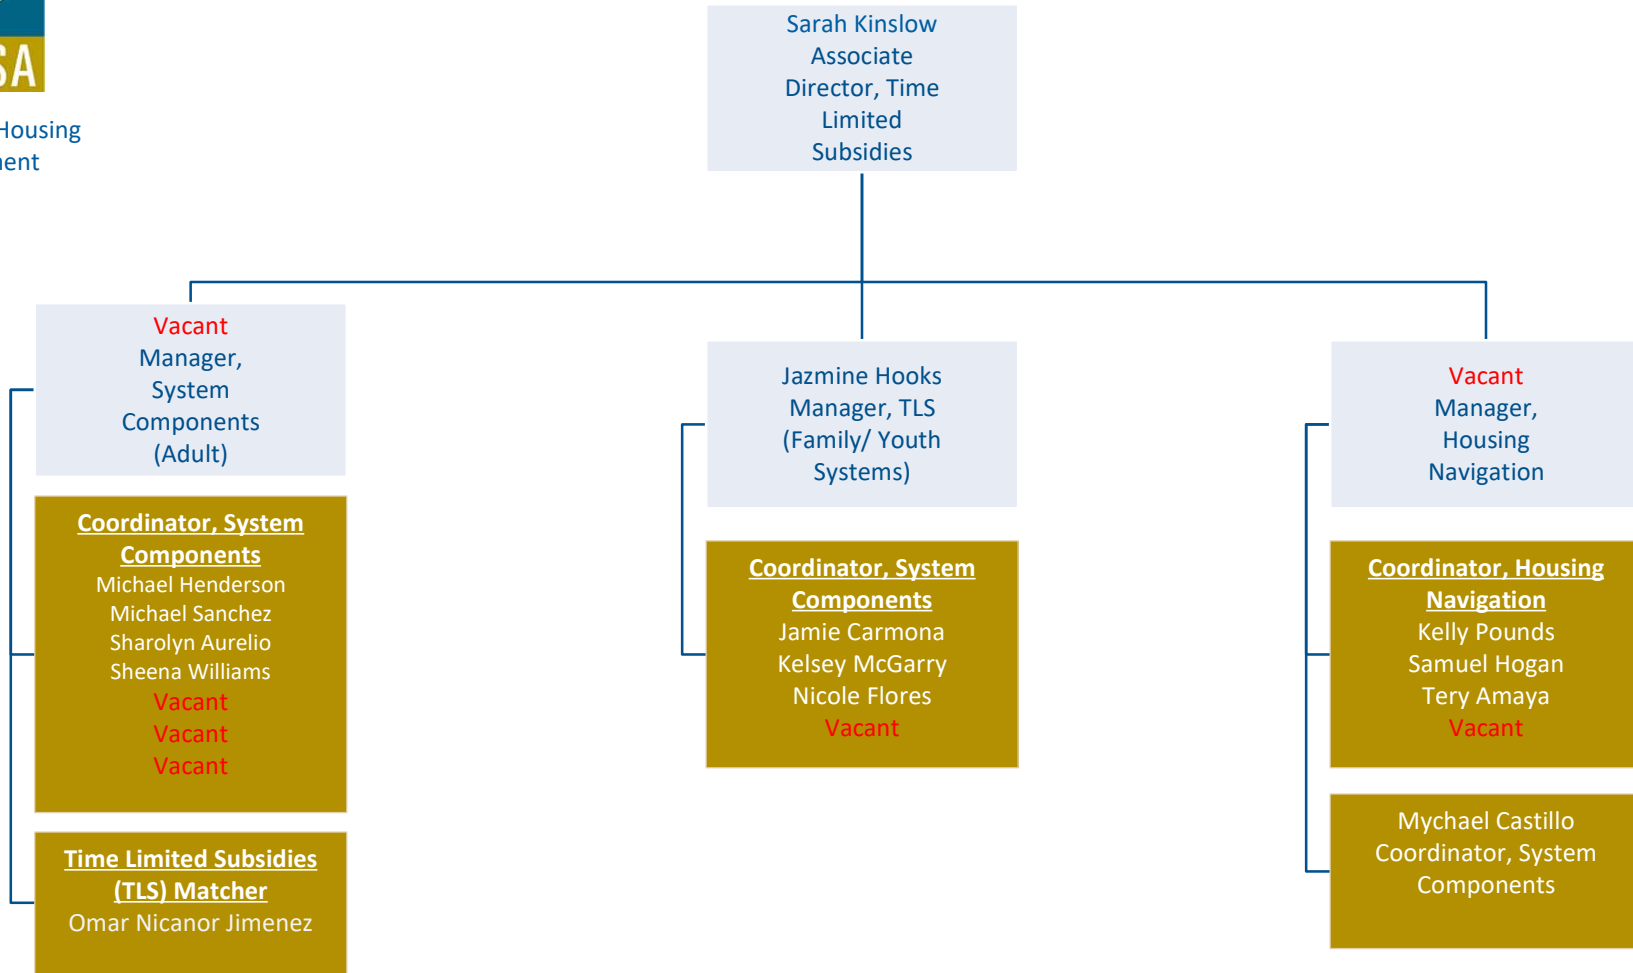 SA
Housing
Sarah Kinslow
Associate
Director, Time
Limited
Subsidies
Vacant
Manager,
System
Components
(Adult)
Coordinator, System
Components
Michael Henderson
Michael Sanchez
Sharolyn Aurelio
Sheena Williams
Vacant
Vacant
Vacant
Time Limited Subsidies
(TLS) Matcher
Omar Nicanor Jimenez
Jazmine Hooks
Manager, TLS
(Family/ Youth
Systems)
Coordinator, System
Components
Jamie Carmona
Kelsey McGarry
Nicole Flores
Vacant
Vacant
Manager,
Housing
Navigation
Coordinator, Housing
Navigation
Kelly Pounds
Samuel Hogan
Tery Amaya
Vacant
Mychael Castillo
Coordinator, System
Components